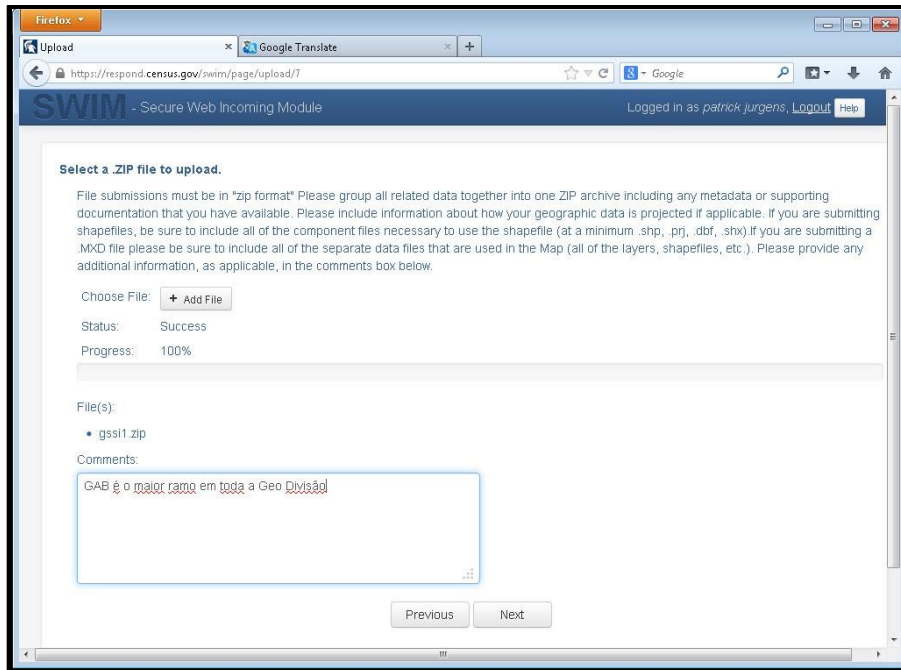 Firefox
Upload
Google Translate
https://respond.census.gov/swim/page/upload/7
Google
SWIM - Secure Web Incoming Module
Logged in as patrick jurgens, Logout Help
Select a .ZIP file to upload.
File submissions must be in "zip format" Please group all related data together into one ZIP archive including any metadata or supporting
documentation that you have available. Please include information about how your geographic data is projected if applicable. If you are submitting
shapefiles, be sure to include all of the component files necessary to use the shapefile (at a minimum .shp, .prj, .dbf, .shx).If you are submitting a
.MXD file please be sure to include all of the separate data files that are used in the Map (all of the layers, shapefiles, etc.). Please provide any
additional information, as applicable, in the comments box below.
Choose File: + Add File
Status: Success
Progress: 100%
File(s):
• gssi1.zip
Comments:
GAB é o maior ramo em toda a Geo Divisão
Previous Next